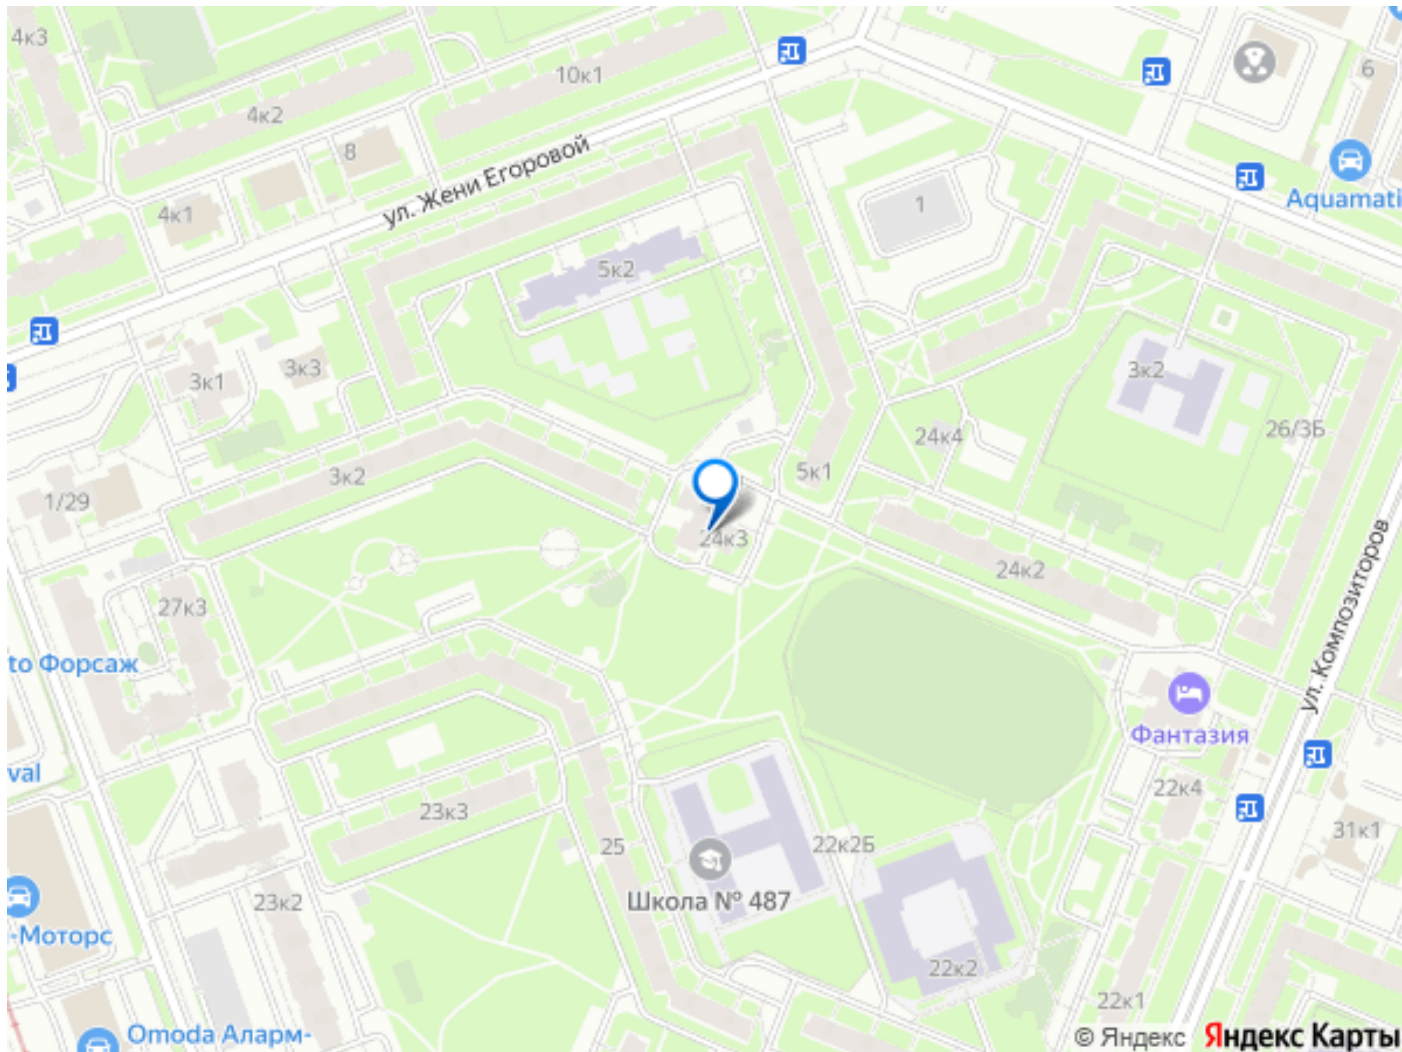 4к3
10к1
6
4к2
8
ул. Жени Егоровой
Aquamati
4к1
1
5к2
3к1
3к3
3к2
26/3Б
24к4
3к2
5к1
1/29
24к3
24к2
27к3
ул. Композиторов
to Форсаж
Фантазия
val
22к4
23к3
25
22к2Б
31к1
Школа № 487
23к2
-Моторс
22к2
22к1
Omoda Аларм-
© Яндекс Яндекс Карты